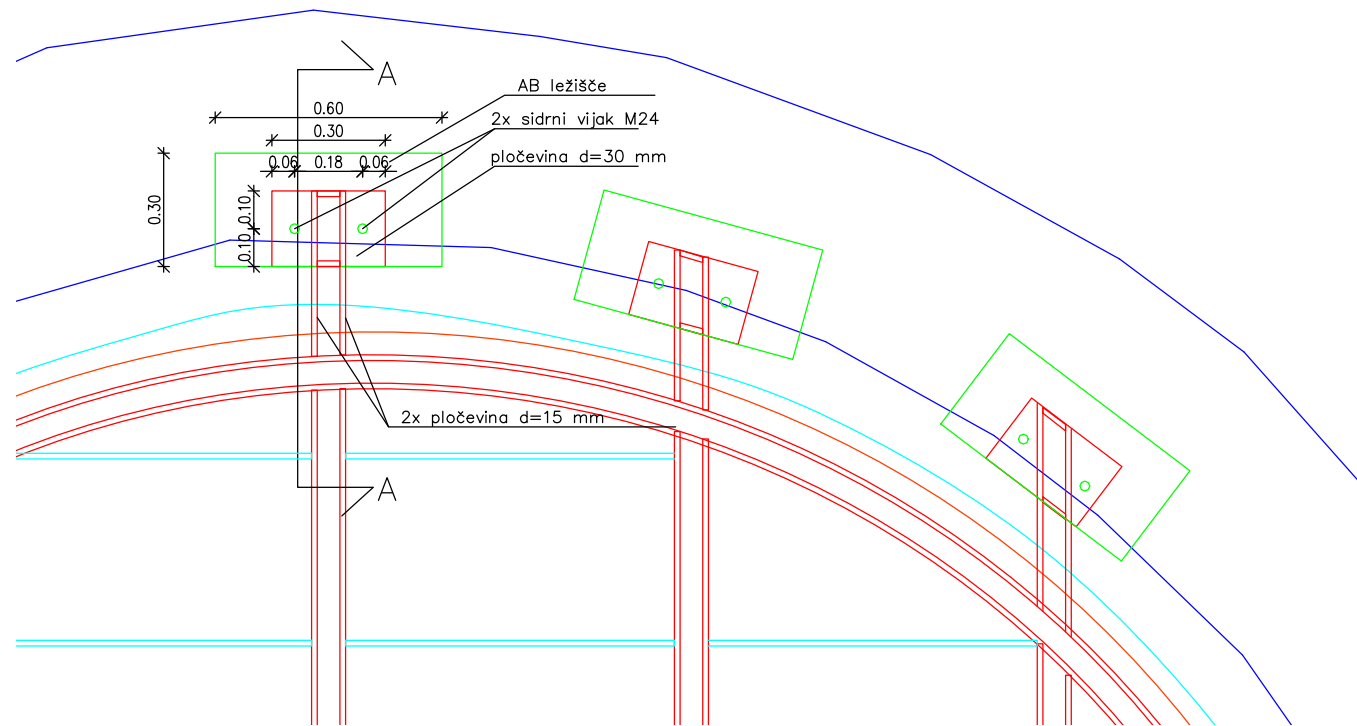 A
AB ležišče
0.60
2x sidrni vijak M24
0.30
pločevina d=30 mm
0.06 0.18 0.06
0.30
0.10
0.10
2x pločevina d=15 mm
A